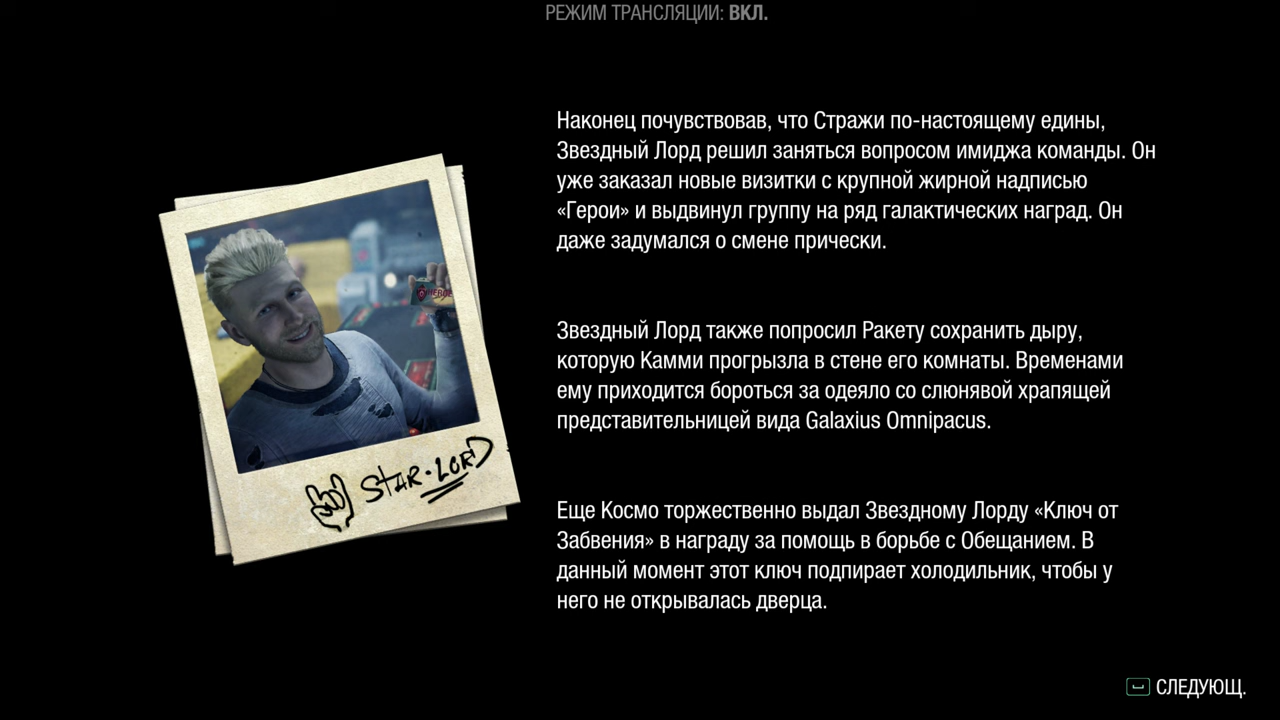 РЕЖИМ ТРАНСЛЯЦИИ: ВКЛ.
Наконец почувствовав, что Стражи по-настоящему едины,
Звездный Лорд решил заняться вопросом имиджа команды. Он
уже заказал новые визитки с крупной жирной надписью
«Герои» и выдвинул группу на ряд галактических наград. Он
даже задумался о смене прически.
Звездный Лорд также попросил Ракету сохранить дыру,
которую Камми прогрызла в стене его комнаты. Временами
ему приходится бороться за одеяло со слюнявой храпящей
представительницей вида Galaxius Omnipacus.
Еще Космо торжественно выдал Звездному Лорду «Ключ от
Забвения» в награду за помощь в борьбе с Обещанием. В
данный момент этот ключ подпирает холодильник, чтобы у
него не открывалась дверца.
STAR-LORD
СЛЕДУЮЩ.